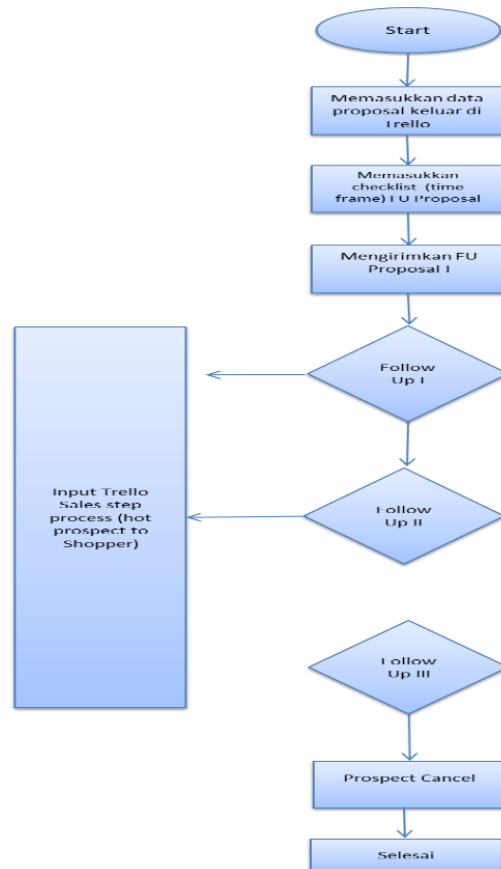 Start
Memasukkan data
proposal keluar di
Trello
Memasukkan
checklist (time
frame) FU Proposal
Mengirimkan FU
Proposal I
Follow
Up I
Input Trello
Sales step
process (hot
prospect to
Shopper)
Follow
Up II
Follow
Up III
Prospect Cancel
Selesai